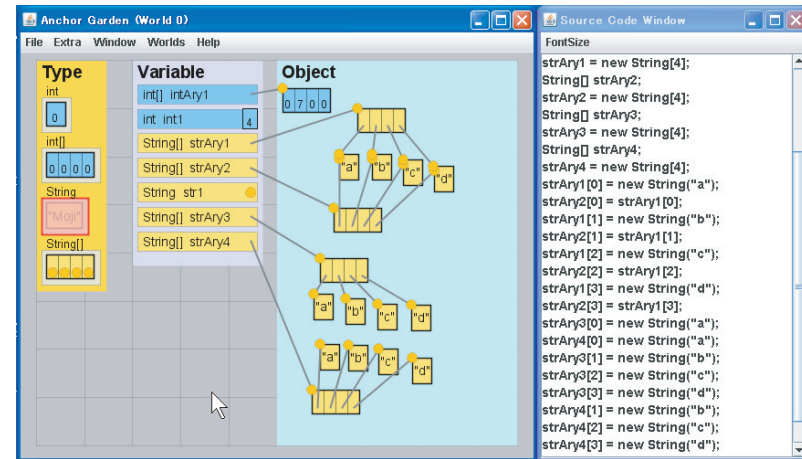 Anchor Garden (World 0)
File Extra Window Worlds Help
Type
int
0
int[]
0 0 0 0
String
"Moji"
String[]
Variable
int[] intAry1
int int1 4
String[] strAry1
String[] strAry2
String str1
String[] strAry3
String[] strAry4
Object
0 7 0 0
"a" "b" "c" "d"
"a" "b" "c" "d"
"a" "b" "c" "d"
Source Code Window
FontSize
strAry1 = new String[4];
String[] strAry2;
strAry2 = new String[4];
String[] strAry3;
strAry3 = new String[4];
String[] strAry4;
strAry4 = new String[4];
strAry1[0] = new String("a");
strAry2[0] = strAry1[0];
strAry1[1] = new String("b");
strAry2[1] = strAry1[1];
strAry1[2] = new String("c");
strAry2[2] = strAry1[2];
strAry1[3] = new String("d");
strAry2[3] = strAry1[3];
strAry3[0] = new String("a");
strAry4[0] = new String("a");
strAry3[1] = new String("b");
strAry3[2] = new String("c");
strAry3[3] = new String("d");
strAry4[1] = new String("b");
strAry4[2] = new String("c");
strAry4[3] = new String("d");